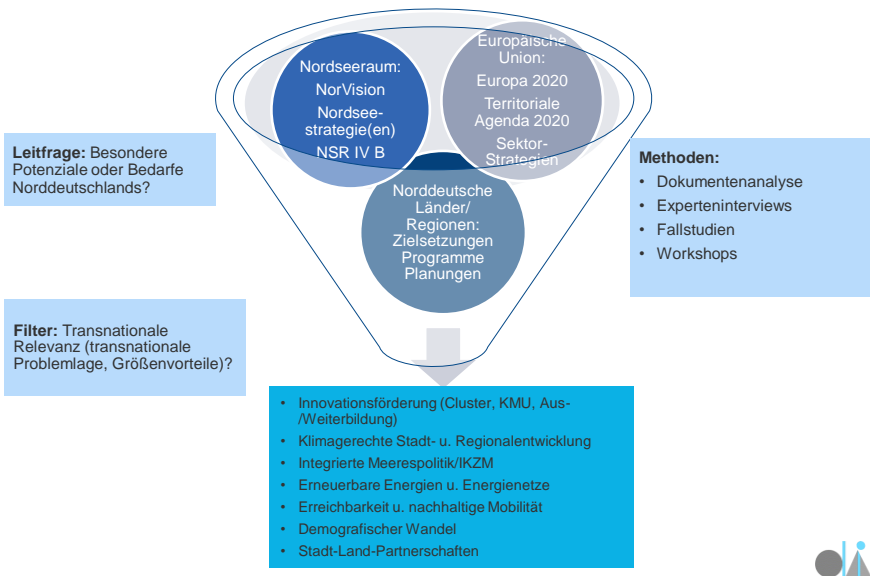 Nordseeraum:
NorVision
Nordsee-
strategie(en)
NSR IV B
Europäische
Union:
Europa 2020
Territoriale
Agenda 2020
Sektor-
Strategien
Norddeutsche
Länder/
Regionen:
Zielsetzungen
Programme
Planungen
Leitfrage: Besondere
Potenziale oder Bedarfe
Norddeutschlands?
Methoden:
• Dokumentenanalyse
• Experteninterviews
• Fallstudien
• Workshops
Filter: Transnationale
Relevanz (transnationale
Problemlage, Größenvorteile)?
• Innovationsförderung (Cluster, KMU, Aus-
/Weiterbildung)
• Klimagerechte Stadt- u. Regionalentwicklung
• Integrierte Meerespolitik/IKZM
• Erneuerbare Energien u. Energienetze
• Erreichbarkeit u. nachhaltige Mobilität
• Demografischer Wandel
• Stadt-Land-Partnerschaften